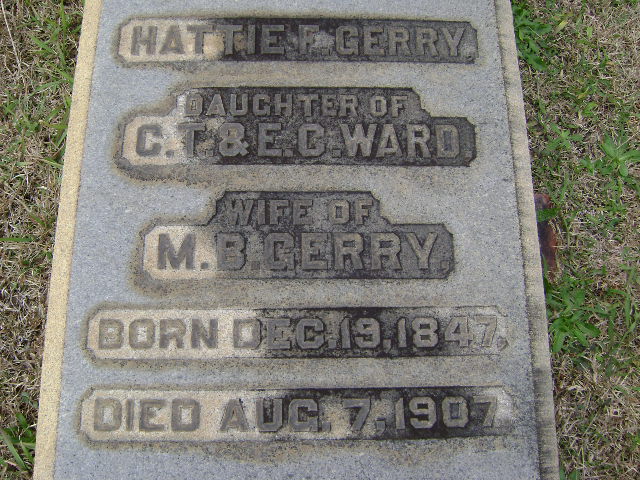 HATTIE F. GERRY.
DAUGHTER OF
C. T. & E. C. WARD
WIFE OF
M. B. GERRY.
BORN DEC. 19, 1847.
DIED AUG. 7, 1907